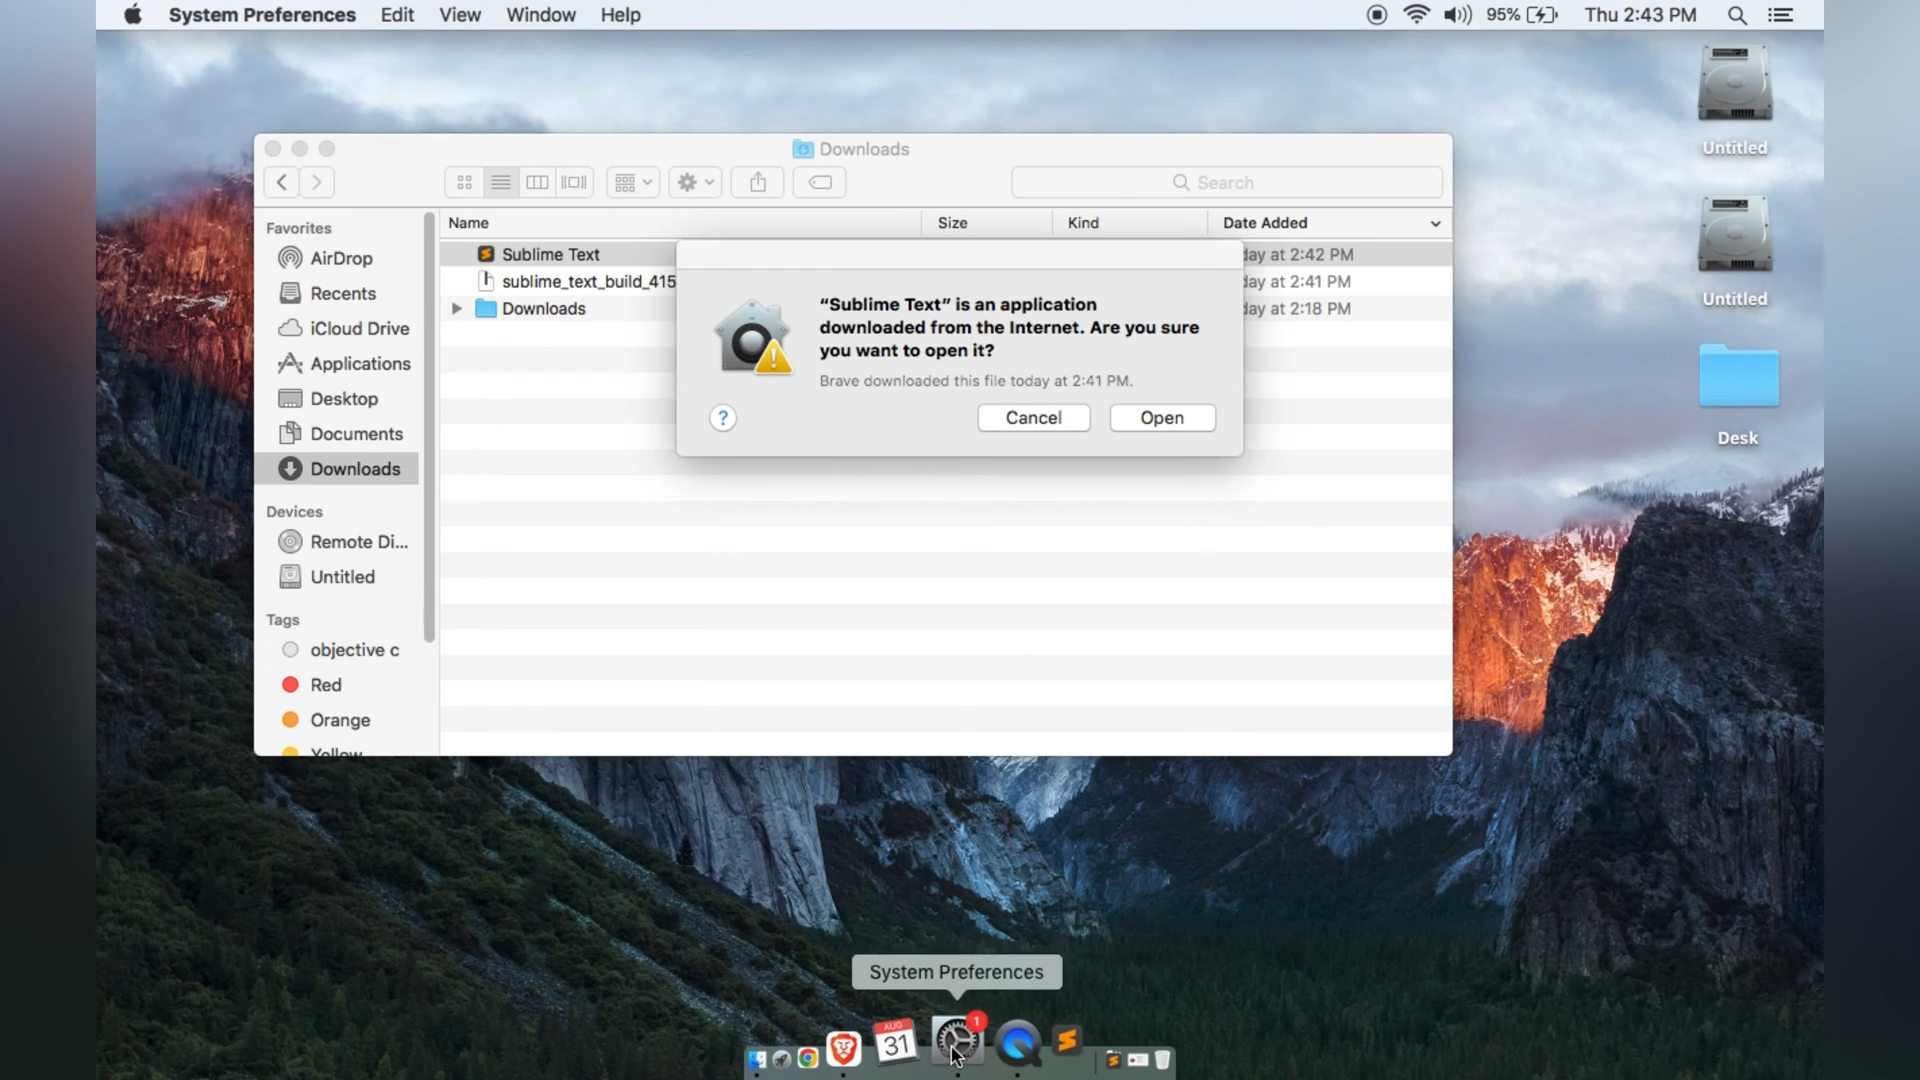 System Preferences Edit View Window Help 95% Thu 2:43 PM
Untitled
Untitled
Desk
Downloads
Search
Favorites
AirDrop
Recents
iCloud Drive
Applications
Desktop
Documents
Downloads
Devices
Remote Di...
Untitled
Tags
objective c
Red
Orange
Yellow
Name Size Kind Date Added
Sublime Text day at 2:42 PM
sublime_text_build_415 day at 2:41 PM
Downloads day at 2:18 PM
“Sublime Text” is an application
downloaded from the Internet. Are you sure
you want to open it?
Brave downloaded this file today at 2:41 PM.
? Cancel Open
System Preferences
AUG
31
1